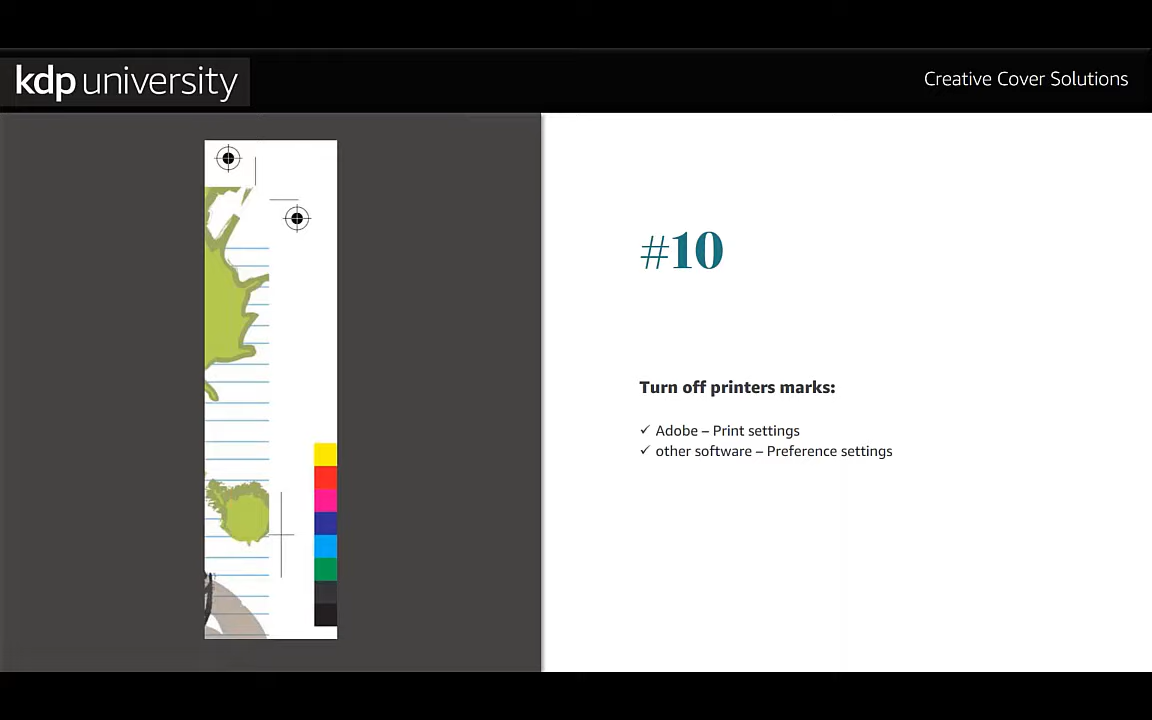 kdp university
Creative Cover Solutions
#10
Turn off printers marks:
✓ Adobe – Print settings
✓ other software – Preference settings